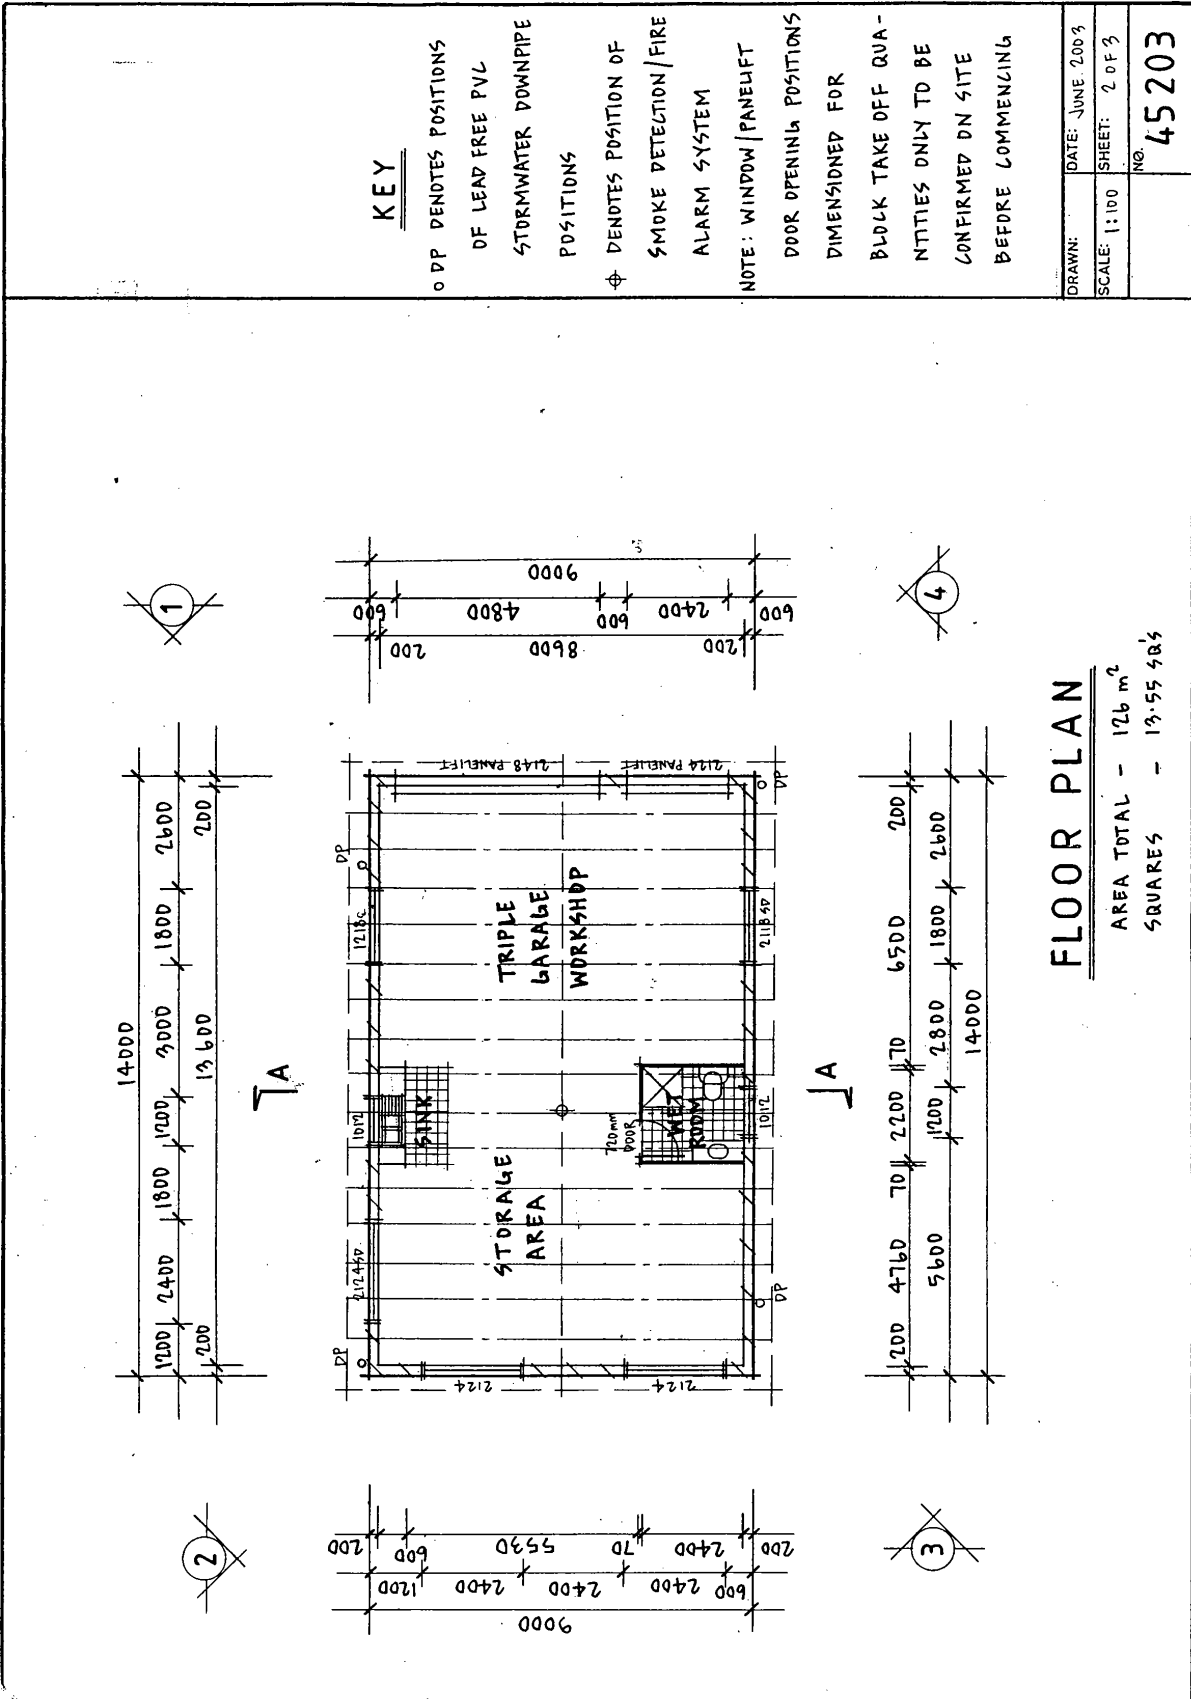 KEY
DP DENOTES POSITIONS
OF LEAD FREE PVC
STORMWATER DOWNPIPE
POSITIONS
DENOTES POSITION OF
SMOKE DETECTION/FIRE
ALARM SYSTEM
NOTE: WINDOW/PANELIFT
DOOR OPENING POSITIONS
DIMENSIONED FOR
BLOCK TAKE OFF QUA-
NTITIES ONLY TO BE
CONFIRMED ON SITE
BEFORE COMMENCING
DRAWN:
DATE: JUNE. 2003
SCALE: 1:100
SHEET: 2 OF 3
NO. 45203
14000
1200 2400 1800 1200 3000 1800 2600
200 13600 200
2
1
A
A
3
4
DP
2124SD
1012
1218
DP
2124
2124
STORAGE
AREA
SINK
TRIPLE
GARAGE
WORKSHOP
720mm
DOOR
WET
ROOM
2148 PANELIFT
2124 PANELIFT
DP
1012
2118 SD
DP
200 600 5530 70 2400 200
1200 2400 2400 2400 600
9000
9000
600 4800 600 2400 600
200 8600 200
200 4760 70 2200 70 6500 200
5600 1200 2800 1800 2600
14000
FLOOR PLAN
AREA TOTAL - 126 m²
SQUARES - 13.55 SQ'S